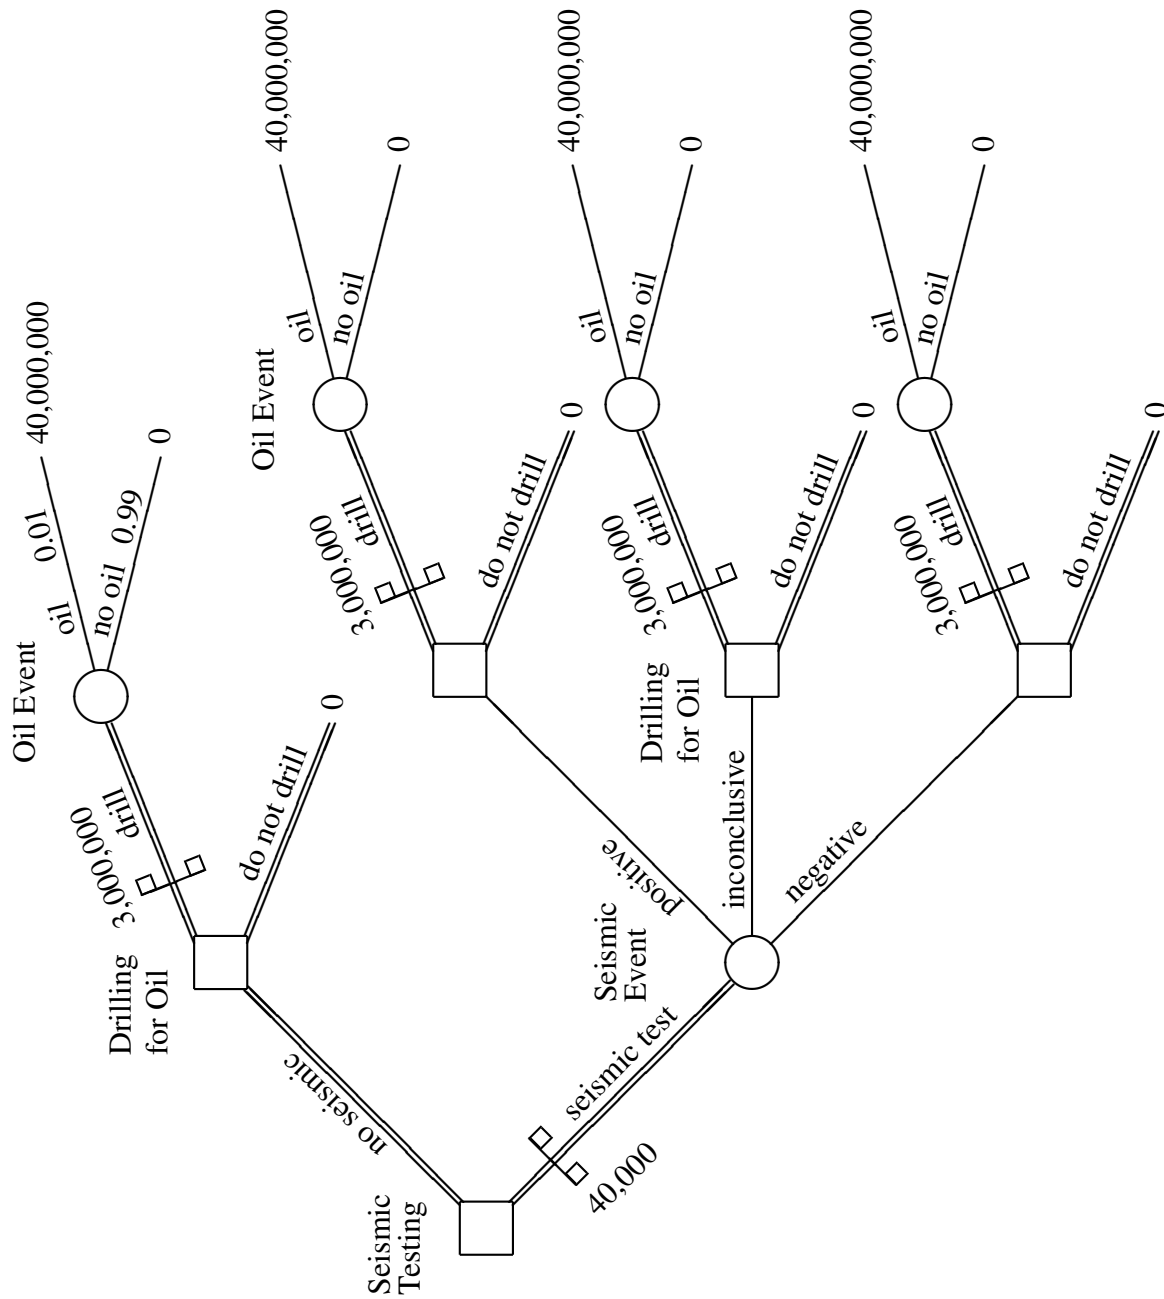 Seismic
Testing
no seismic
seismic test
40,000
Drilling
for Oil
3,000,000
drill
do not drill
0
Oil Event
oil 0.01
no oil 0.99
40,000,000
0
Seismic
Event
positive
inconclusive
negative
3,000,000
drill
do not drill
0
Oil Event
oil
no oil
40,000,000
0
Drilling
for Oil
3,000,000
drill
do not drill
0
oil
no oil
40,000,000
0
3,000,000
drill
do not drill
0
oil
no oil
40,000,000
0